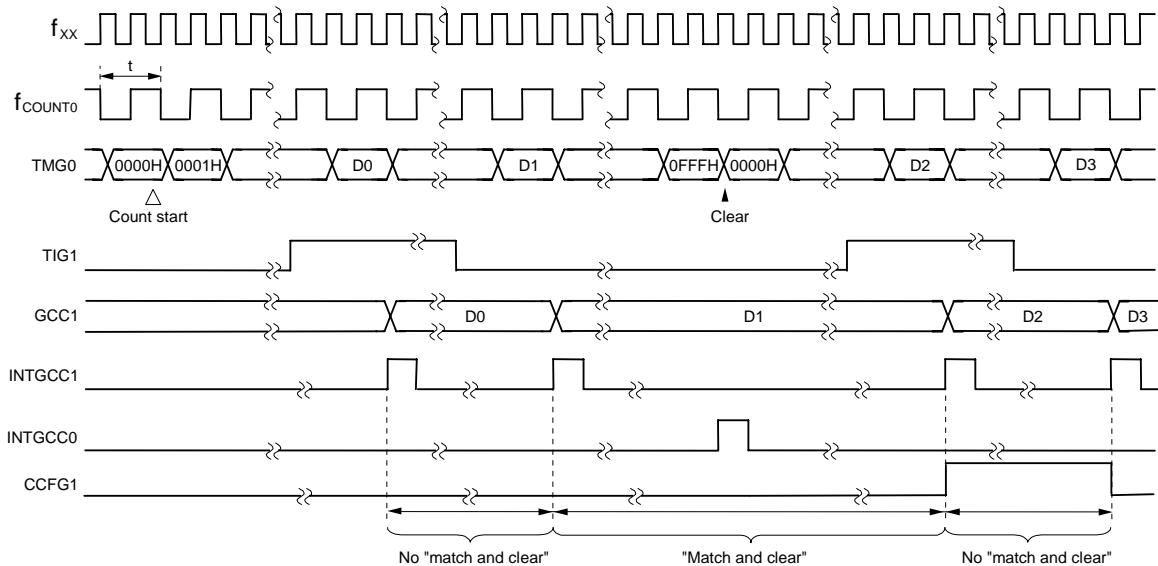 fXX
t
fCOUNT0
TMG0 0000H 0001H D0 D1 0FFFH 0000H D2 D3
Count start Clear
TIG1
GCC1 D0 D1 D2 D3
INTGCC1
INTGCC0
CCFG1
No "match and clear" "Match and clear" No "match and clear"